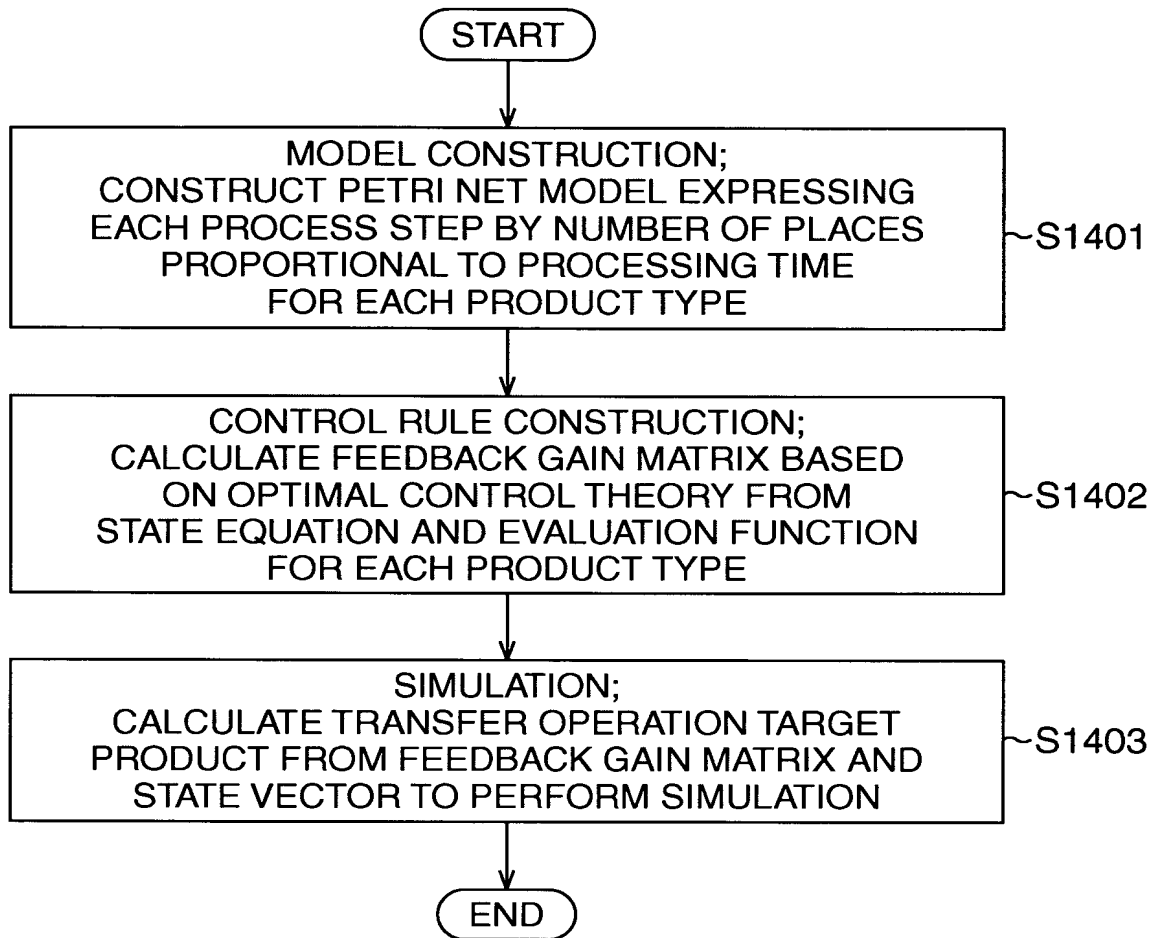 START
MODEL CONSTRUCTION;
CONSTRUCT PETRI NET MODEL EXPRESSING
EACH PROCESS STEP BY NUMBER OF PLACES
PROPORTIONAL TO PROCESSING TIME
FOR EACH PRODUCT TYPE
~S1401
CONTROL RULE CONSTRUCTION;
CALCULATE FEEDBACK GAIN MATRIX BASED
ON OPTIMAL CONTROL THEORY FROM
STATE EQUATION AND EVALUATION FUNCTION
FOR EACH PRODUCT TYPE
~S1402
SIMULATION;
CALCULATE TRANSFER OPERATION TARGET
PRODUCT FROM FEEDBACK GAIN MATRIX AND
STATE VECTOR TO PERFORM SIMULATION
~S1403
END